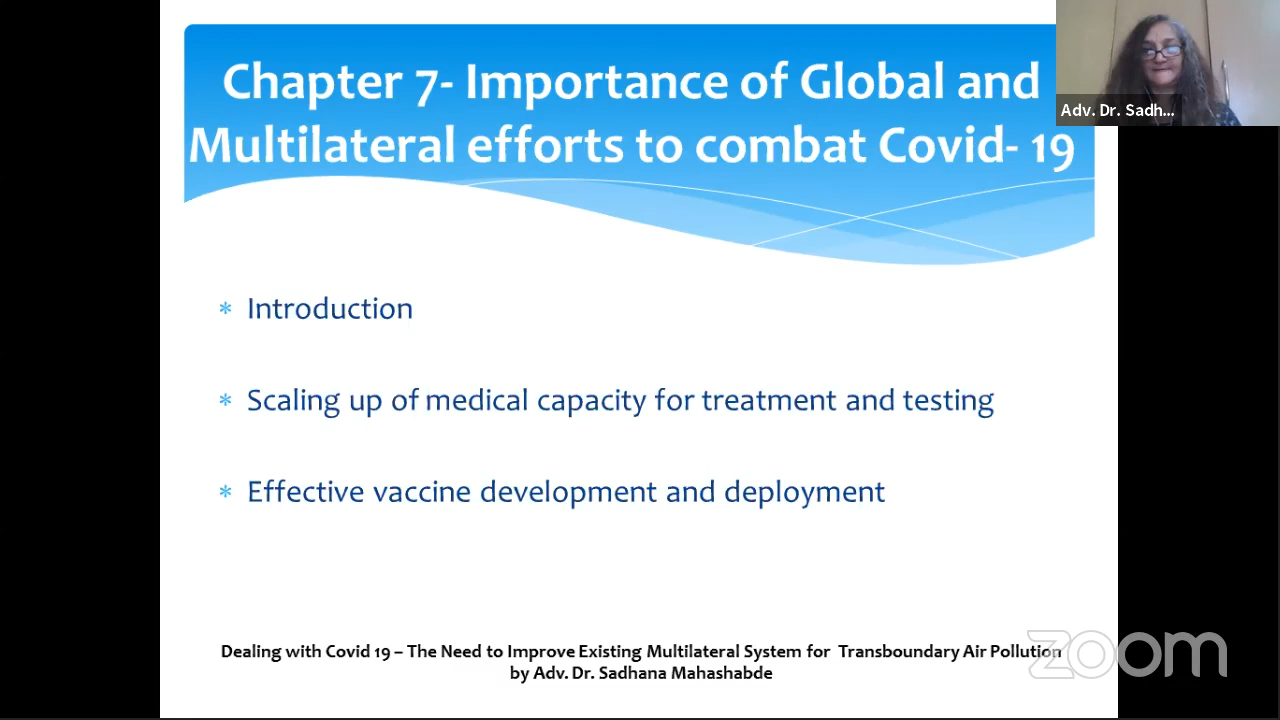 Chapter 7- Importance of Global and
Multilateral efforts to combat Covid- 19
Adv. Dr. Sadh...
* Introduction
* Scaling up of medical capacity for treatment and testing
* Effective vaccine development and deployment
Dealing with Covid 19 – The Need to Improve Existing Multilateral System for Transboundary Air Pollution
by Adv. Dr. Sadhana Mahashabde
zoom